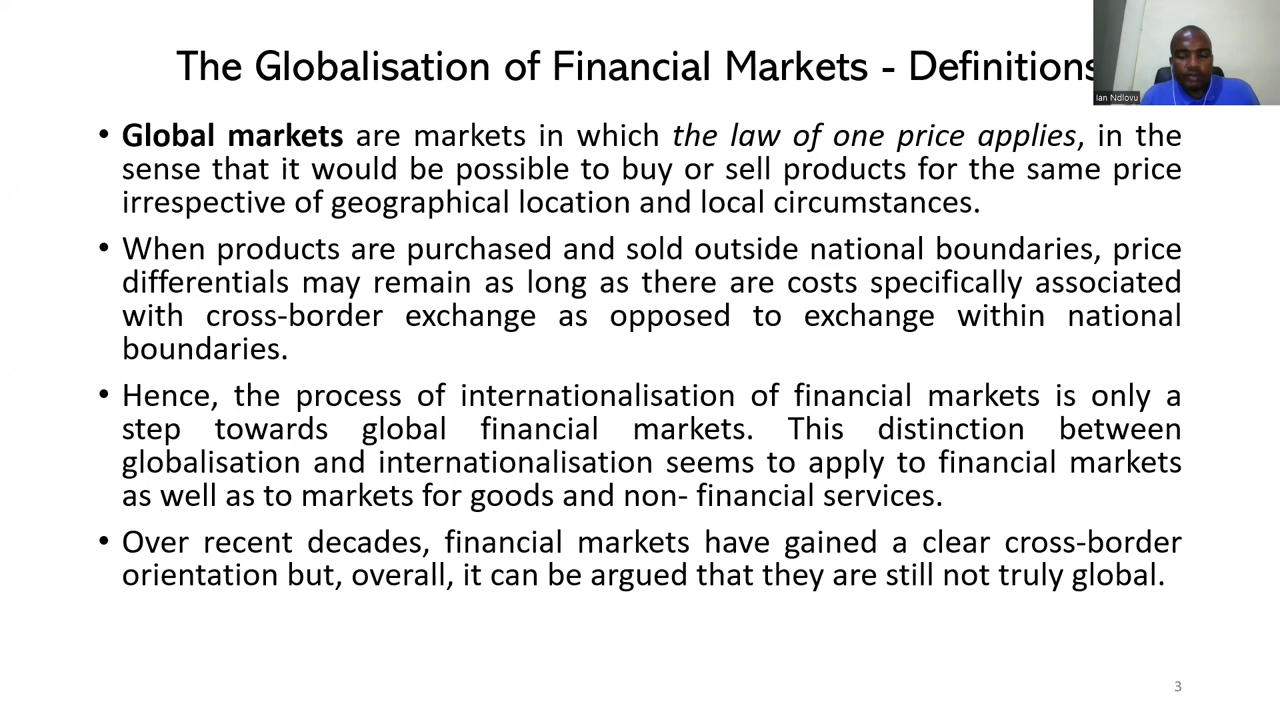 The Globalisation of Financial Markets - Definitions
Ian Ndlovu
• Global markets are markets in which the law of one price applies, in the
sense that it would be possible to buy or sell products for the same price
irrespective of geographical location and local circumstances.
• When products are purchased and sold outside national boundaries, price
differentials may remain as long as there are costs specifically associated
with cross-border exchange as opposed to exchange within national
boundaries.
• Hence, the process of internationalisation of financial markets is only a
step towards global financial markets. This distinction between
globalisation and internationalisation seems to apply to financial markets
as well as to markets for goods and non- financial services.
• Over recent decades, financial markets have gained a clear cross-border
orientation but, overall, it can be argued that they are still not truly global.
3